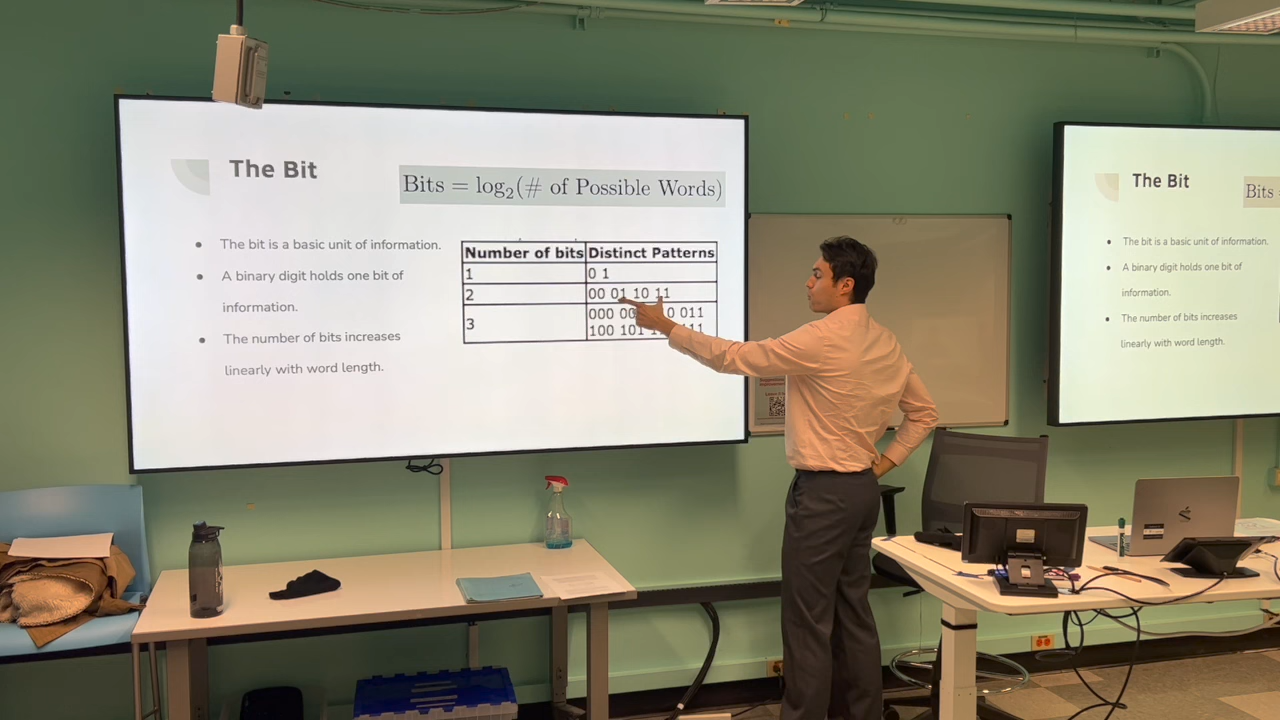 The Bit
Bits = log₂(# of Possible Words)
The bit is a basic unit of information.
A binary digit holds one bit of
information.
The number of bits increases
linearly with word length.
Number of bits Distinct Patterns
1 0 1
2 00 01 10 11
3
000 011
100 101
The Bit
Bits =
The bit is a basic unit of information.
A binary digit holds one bit of
information.
The number of bits increases
linearly with word length.